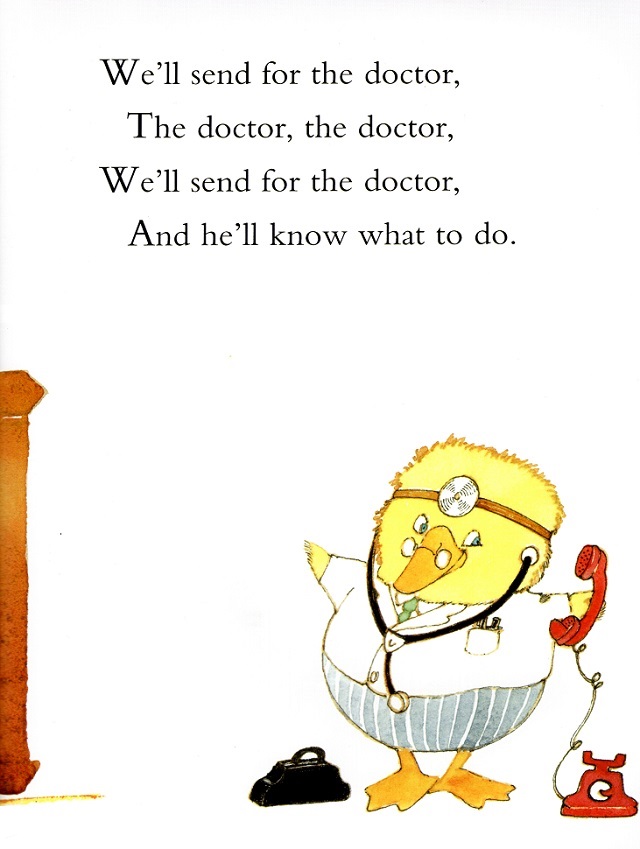 We'll send for the doctor,
The doctor, the doctor,
We'll send for the doctor,
And he'll know what to do.